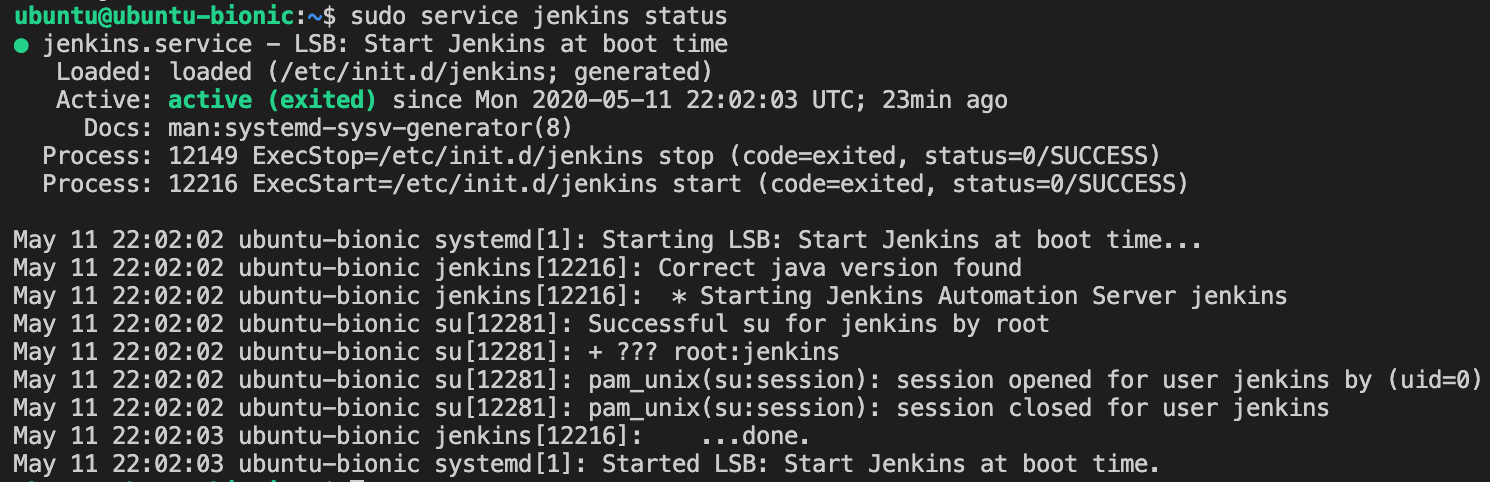 ubuntu@ubuntu-bionic:~$ sudo service jenkins status
● jenkins.service - LSB: Start Jenkins at boot time
   Loaded: loaded (/etc/init.d/jenkins; generated)
   Active: active (exited) since Mon 2020-05-11 22:02:03 UTC; 23min ago
     Docs: man:systemd-sysv-generator(8)
  Process: 12149 ExecStop=/etc/init.d/jenkins stop (code=exited, status=0/SUCCESS)
  Process: 12216 ExecStart=/etc/init.d/jenkins start (code=exited, status=0/SUCCESS)

May 11 22:02:02 ubuntu-bionic systemd[1]: Starting LSB: Start Jenkins at boot time...
May 11 22:02:02 ubuntu-bionic jenkins[12216]: Correct java version found
May 11 22:02:02 ubuntu-bionic jenkins[12216]:  * Starting Jenkins Automation Server jenkins
May 11 22:02:02 ubuntu-bionic su[12281]: Successful su for jenkins by root
May 11 22:02:02 ubuntu-bionic su[12281]: + ??? root:jenkins
May 11 22:02:02 ubuntu-bionic su[12281]: pam_unix(su:session): session opened for user jenkins by (uid=0)
May 11 22:02:02 ubuntu-bionic su[12281]: pam_unix(su:session): session closed for user jenkins
May 11 22:02:03 ubuntu-bionic jenkins[12216]:    ...done.
May 11 22:02:03 ubuntu-bionic systemd[1]: Started LSB: Start Jenkins at boot time.